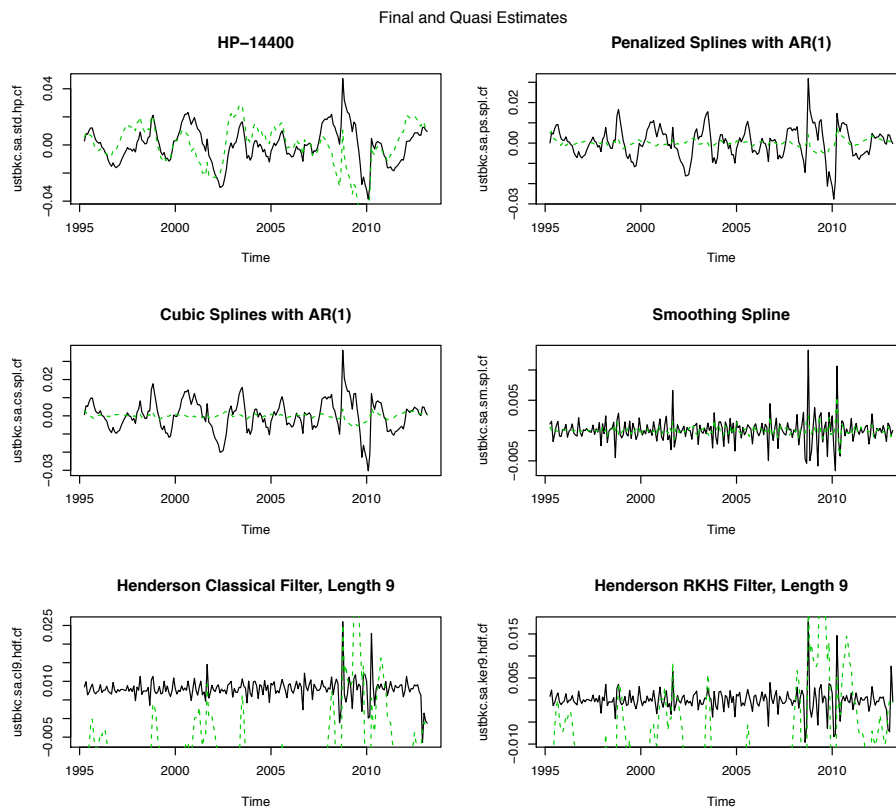 Final and Quasi Estimates
HP−14400
ustbkc.sa.std.hp.cf
0.04
0.00
−0.04
1995
2000
2005
2010
Time
Penalized Splines with AR(1)
ustbkc.sa.ps.spl.cf
0.02
0.00
−0.03
1995
2000
2005
2010
Time
Cubic Splines with AR(1)
ustbkc.sa.cs.spl.cf
0.02
0.00
−0.03
1995
2000
2005
2010
Time
Smoothing Spline
ustbkc.sa.sm.spl.cf
0.005
−0.005
1995
2000
2005
2010
Time
Henderson Classical Filter, Length 9
ustbkc.sa.cl9.hdf.cf
0.025
0.010
−0.005
1995
2000
2005
2010
Time
Henderson RKHS Filter, Length 9
ustbkc.sa.ker9.hdf.cf
0.015
0.005
−0.010
1995
2000
2005
2010
Time